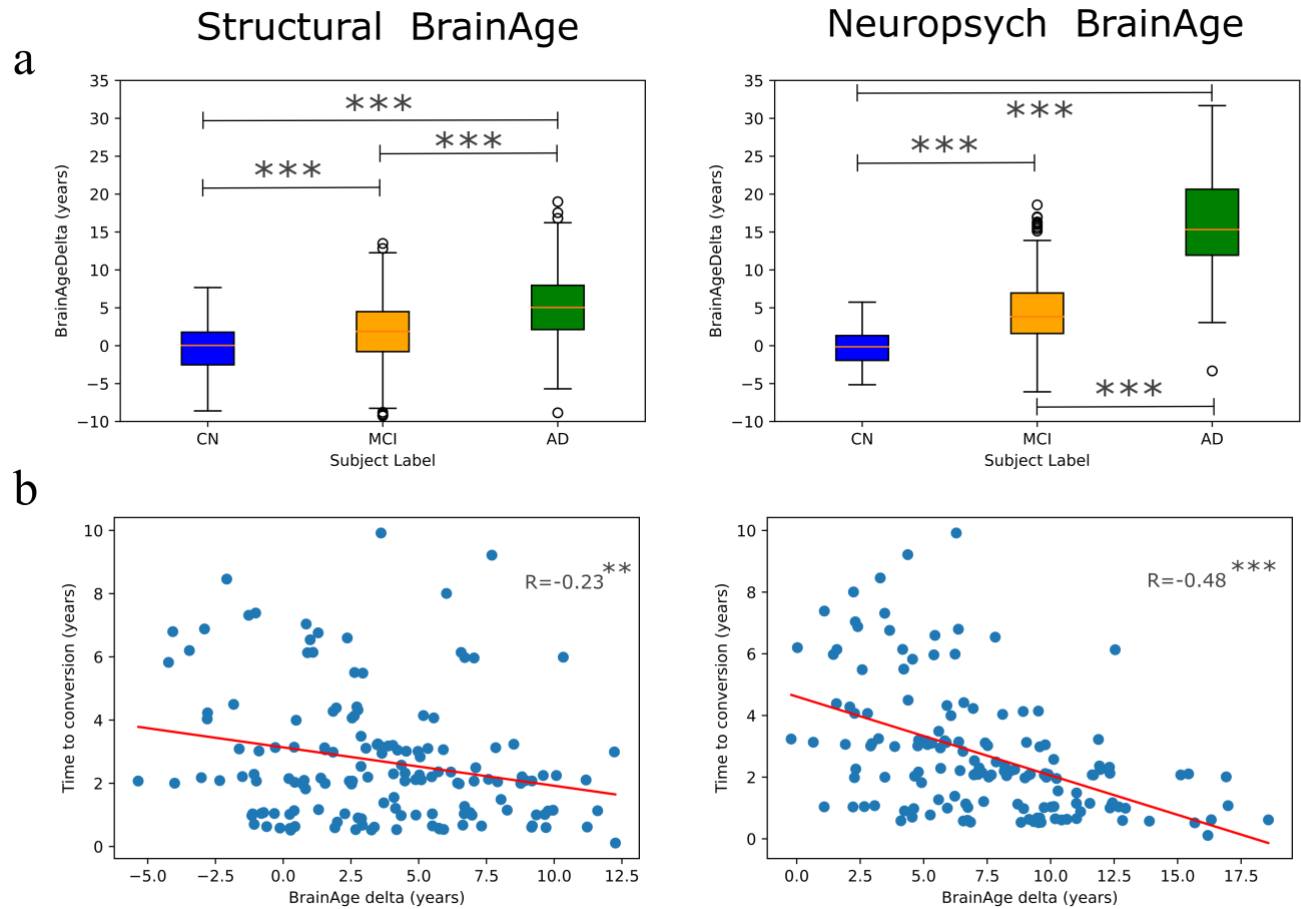 Structural BrainAge
Neuropsych BrainAge
a
35
30
25
20
15
10
5
0
−5
−10
BrainAgeDelta (years)
***
***
***
CN
MCI
AD
Subject Label
35
30
25
20
15
10
5
0
−5
−10
BrainAgeDelta (years)
***
***
***
CN
MCI
AD
Subject Label
b
10
8
6
4
2
0
Time to conversion (years)
R=-0.23**
−5.0
−2.5
0.0
2.5
5.0
7.5
10.0
12.5
BrainAge delta (years)
10
8
6
4
2
0
Time to conversion (years)
R=-0.48***
0.0
2.5
5.0
7.5
10.0
12.5
15.0
17.5
BrainAge delta (years)